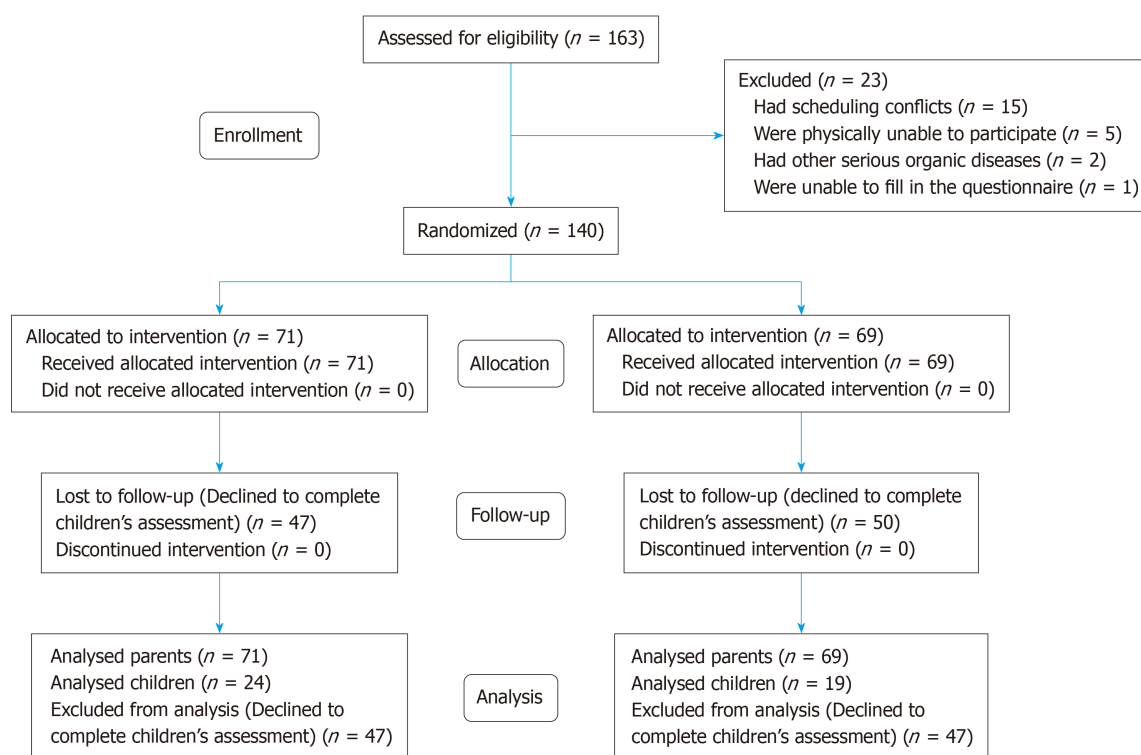 Assessed for eligibility (n = 163)
Excluded (n = 23)
Had scheduling conflicts (n = 15)
Were physically unable to participate (n = 5)
Had other serious organic diseases (n = 2)
Were unable to fill in the questionnaire (n = 1)
Enrollment
Randomized (n = 140)
Allocated to intervention (n = 71)
Received allocated intervention (n = 71)
Did not receive allocated intervention (n = 0)
Allocation
Allocated to intervention (n = 69)
Received allocated intervention (n = 69)
Did not receive allocated intervention (n = 0)
Lost to follow-up (Declined to complete
children’s assessment) (n = 47)
Discontinued intervention (n = 0)
Follow-up
Lost to follow-up (declined to complete
children’s assessment) (n = 50)
Discontinued intervention (n = 0)
Analysed parents (n = 71)
Analysed children (n = 24)
Excluded from analysis (Declined to
complete children’s assessment) (n = 47)
Analysis
Analysed parents (n = 69)
Analysed children (n = 19)
Excluded from analysis (Declined to
complete children’s assessment) (n = 47)